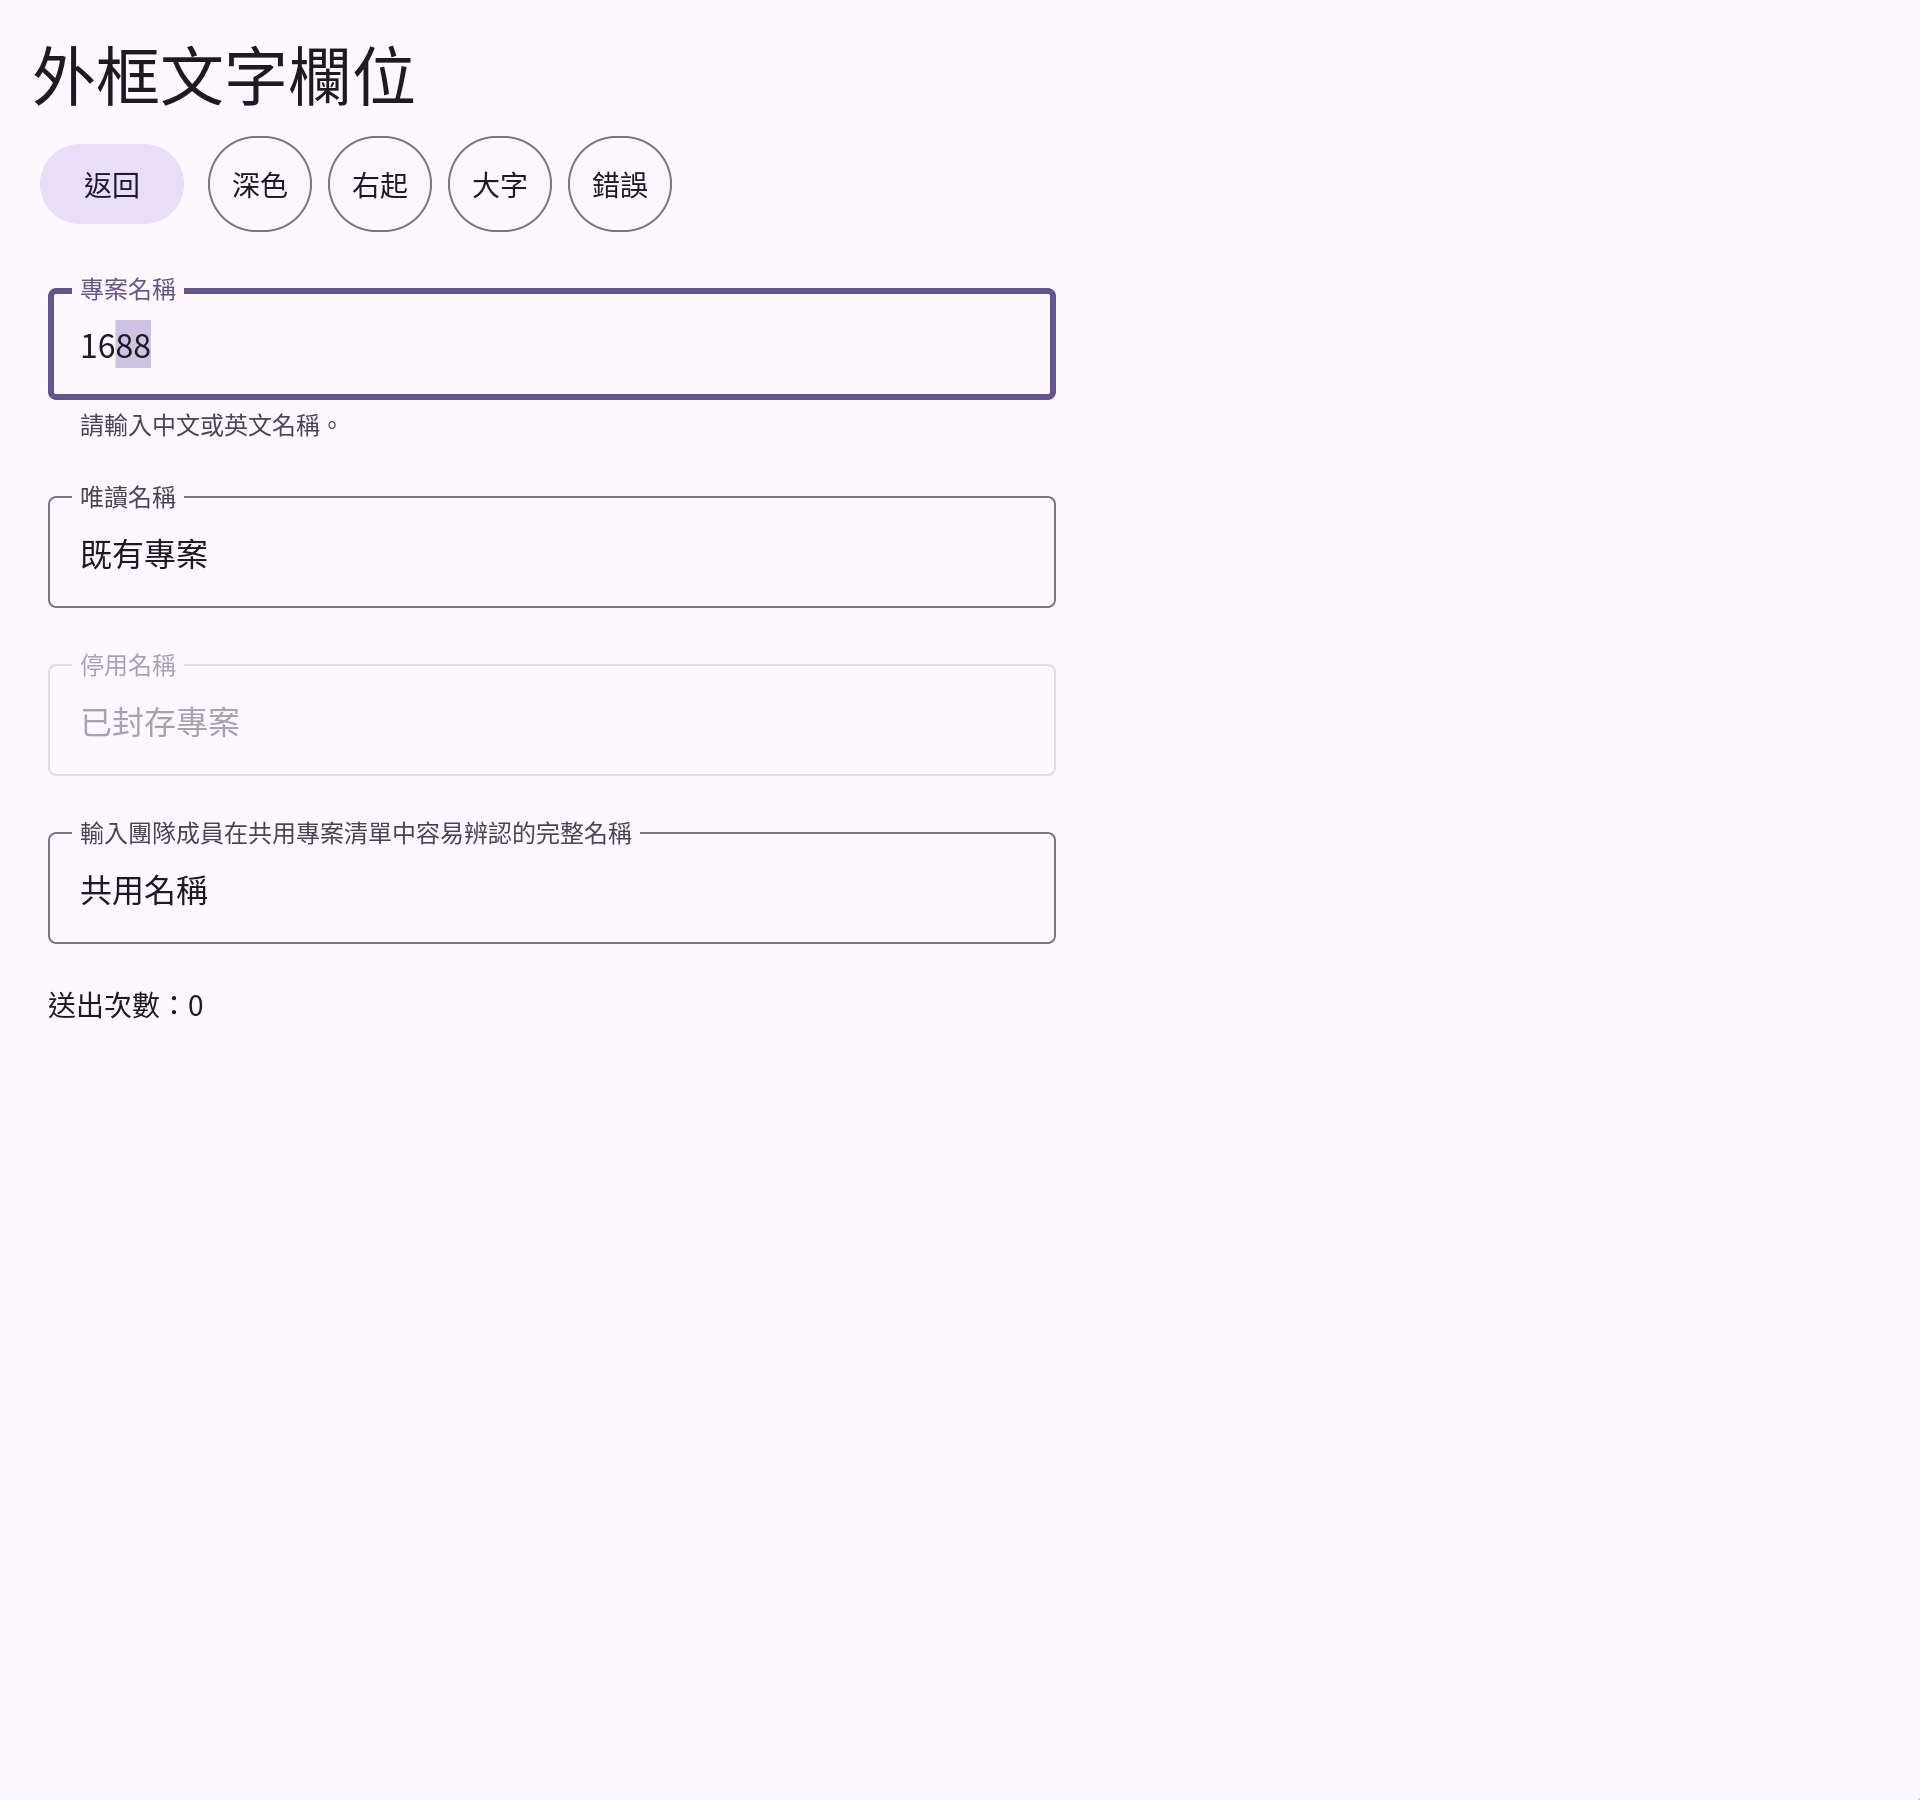 外框文字欄位
返回 深色 右起 大字 錯誤
專案名稱
1688
請輸入中文或英文名稱。
唯讀名稱
既有專案
停用名稱
已封存專案
輸入團隊成員在共用專案清單中容易辨認的完整名稱
共用名稱
送出次數：0